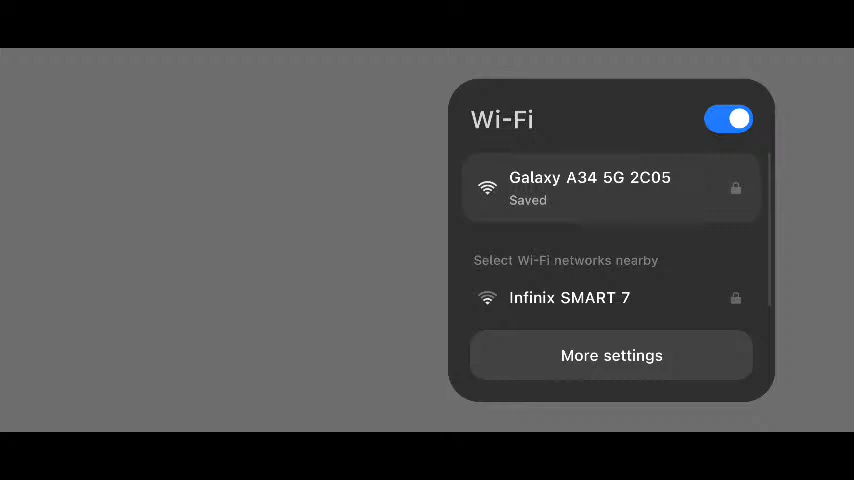 Wi-Fi
Galaxy A34 5G 2C05
Saved
Select Wi-Fi networks nearby
Infinix SMART 7
More settings